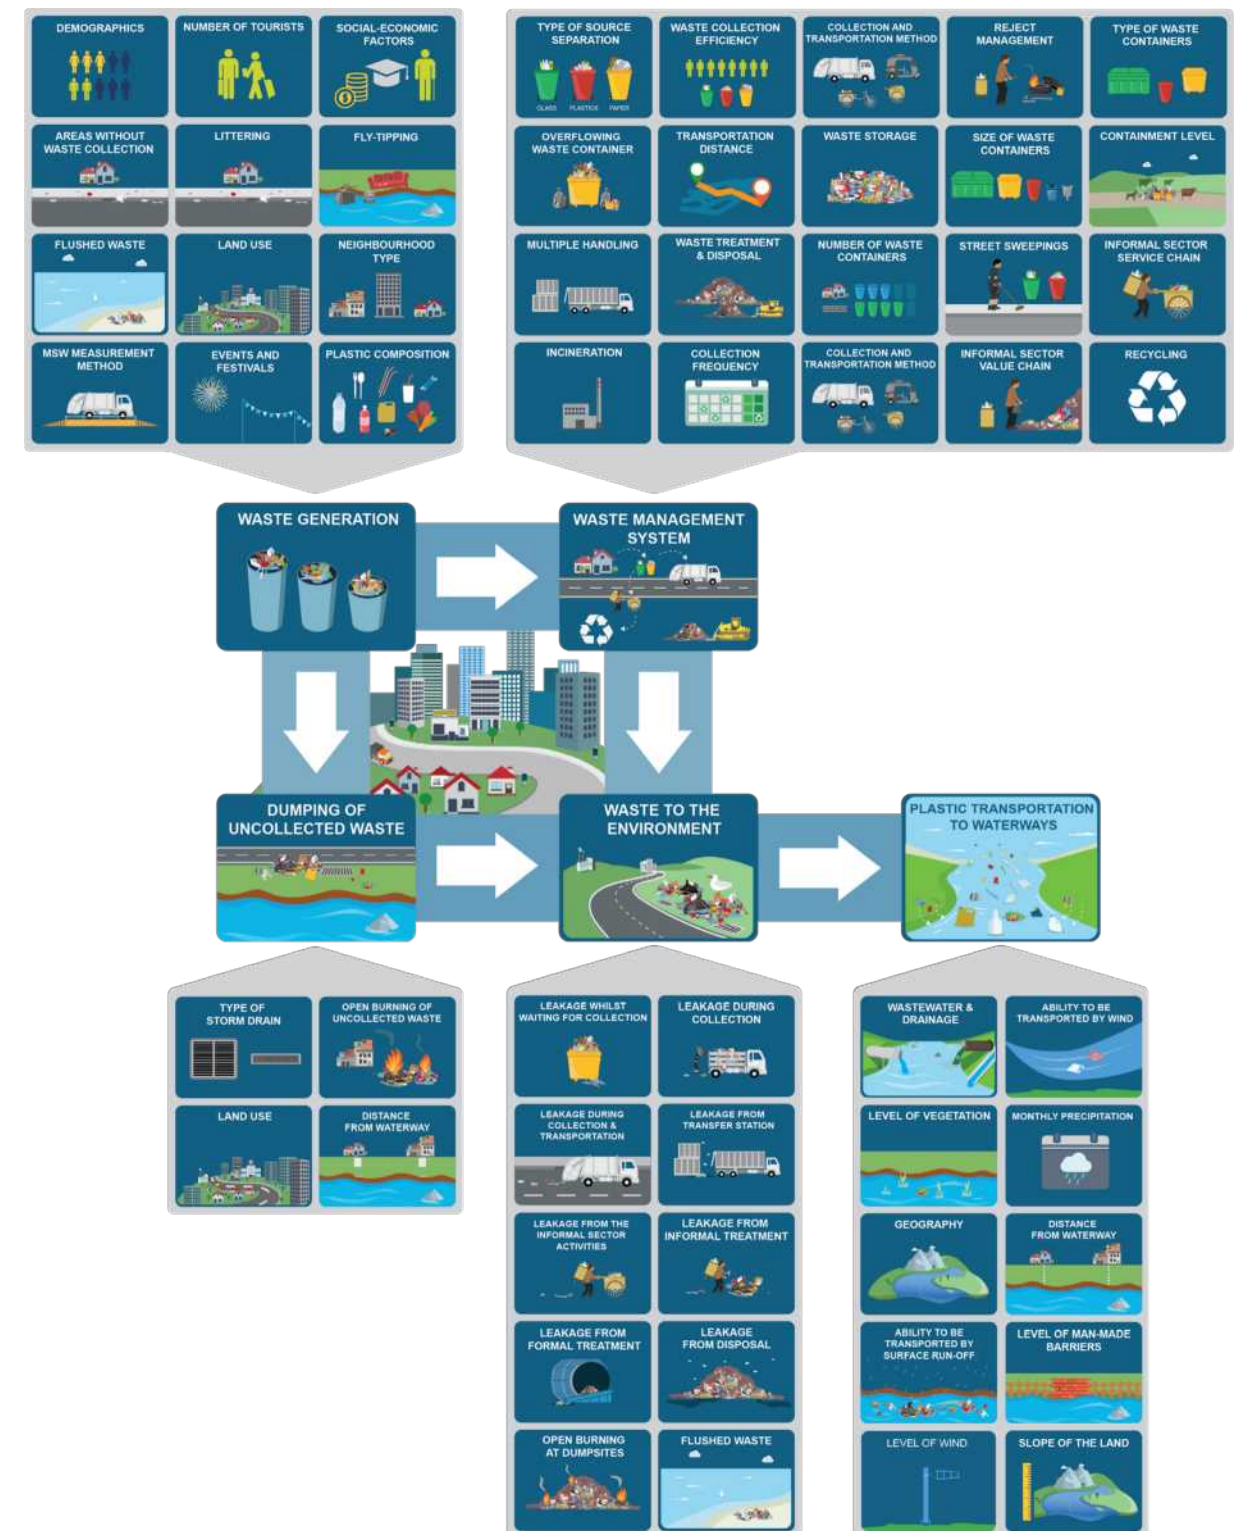 DEMOGRAPHICS
NUMBER OF TOURISTS
SOCIAL-ECONOMIC
FACTORS
AREAS WITHOUT
WASTE COLLECTION
LITTERING
FLY-TIPPING
FLUSHED WASTE
LAND USE
NEIGHBOURHOOD
TYPE
MSW MEASUREMENT
METHOD
EVENTS AND
FESTIVALS
PLASTIC COMPOSITION
TYPE OF SOURCE
SEPARATION
GLASS
PLASTICS
PAPER
WASTE COLLECTION
EFFICIENCY
COLLECTION AND
TRANSPORTATION METHOD
REJECT
MANAGEMENT
TYPE OF WASTE
CONTAINERS
OVERFLOWING
WASTE CONTAINER
TRANSPORTATION
DISTANCE
WASTE STORAGE
SIZE OF WASTE
CONTAINERS
CONTAINMENT LEVEL
MULTIPLE HANDLING
WASTE TREATMENT
& DISPOSAL
NUMBER OF WASTE
CONTAINERS
STREET SWEEPINGS
INFORMAL SECTOR
SERVICE CHAIN
INCINERATION
COLLECTION
FREQUENCY
COLLECTION AND
TRANSPORTATION METHOD
INFORMAL SECTOR
VALUE CHAIN
RECYCLING
WASTE GENERATION
WASTE MANAGEMENT
SYSTEM
DUMPING OF
UNCOLLECTED WASTE
WASTE TO THE
ENVIRONMENT
PLASTIC TRANSPORTATION
TO WATERWAYS
TYPE OF
STORM DRAIN
OPEN BURNING OF
UNCOLLECTED WASTE
LAND USE
DISTANCE
FROM WATERWAY
LEAKAGE WHILST
WAITING FOR COLLECTION
LEAKAGE DURING
COLLECTION
LEAKAGE DURING
COLLECTION &
TRANSPORTATION
LEAKAGE FROM
TRANSFER STATION
LEAKAGE FROM THE
INFORMAL SECTOR
ACTIVITIES
LEAKAGE FROM
INFORMAL TREATMENT
LEAKAGE FROM
FORMAL TREATMENT
LEAKAGE
FROM DISPOSAL
OPEN BURNING
AT DUMPSITES
FLUSHED WASTE
WASTEWATER &
DRAINAGE
ABILITY TO BE
TRANSPORTED BY WIND
LEVEL OF VEGETATION
MONTHLY PRECIPITATION
GEOGRAPHY
DISTANCE
FROM WATERWAY
ABILITY TO BE
TRANSPORTED BY
SURFACE RUN-OFF
LEVEL OF MAN-MADE
BARRIERS
LEVEL OF WIND
SLOPE OF THE LAND